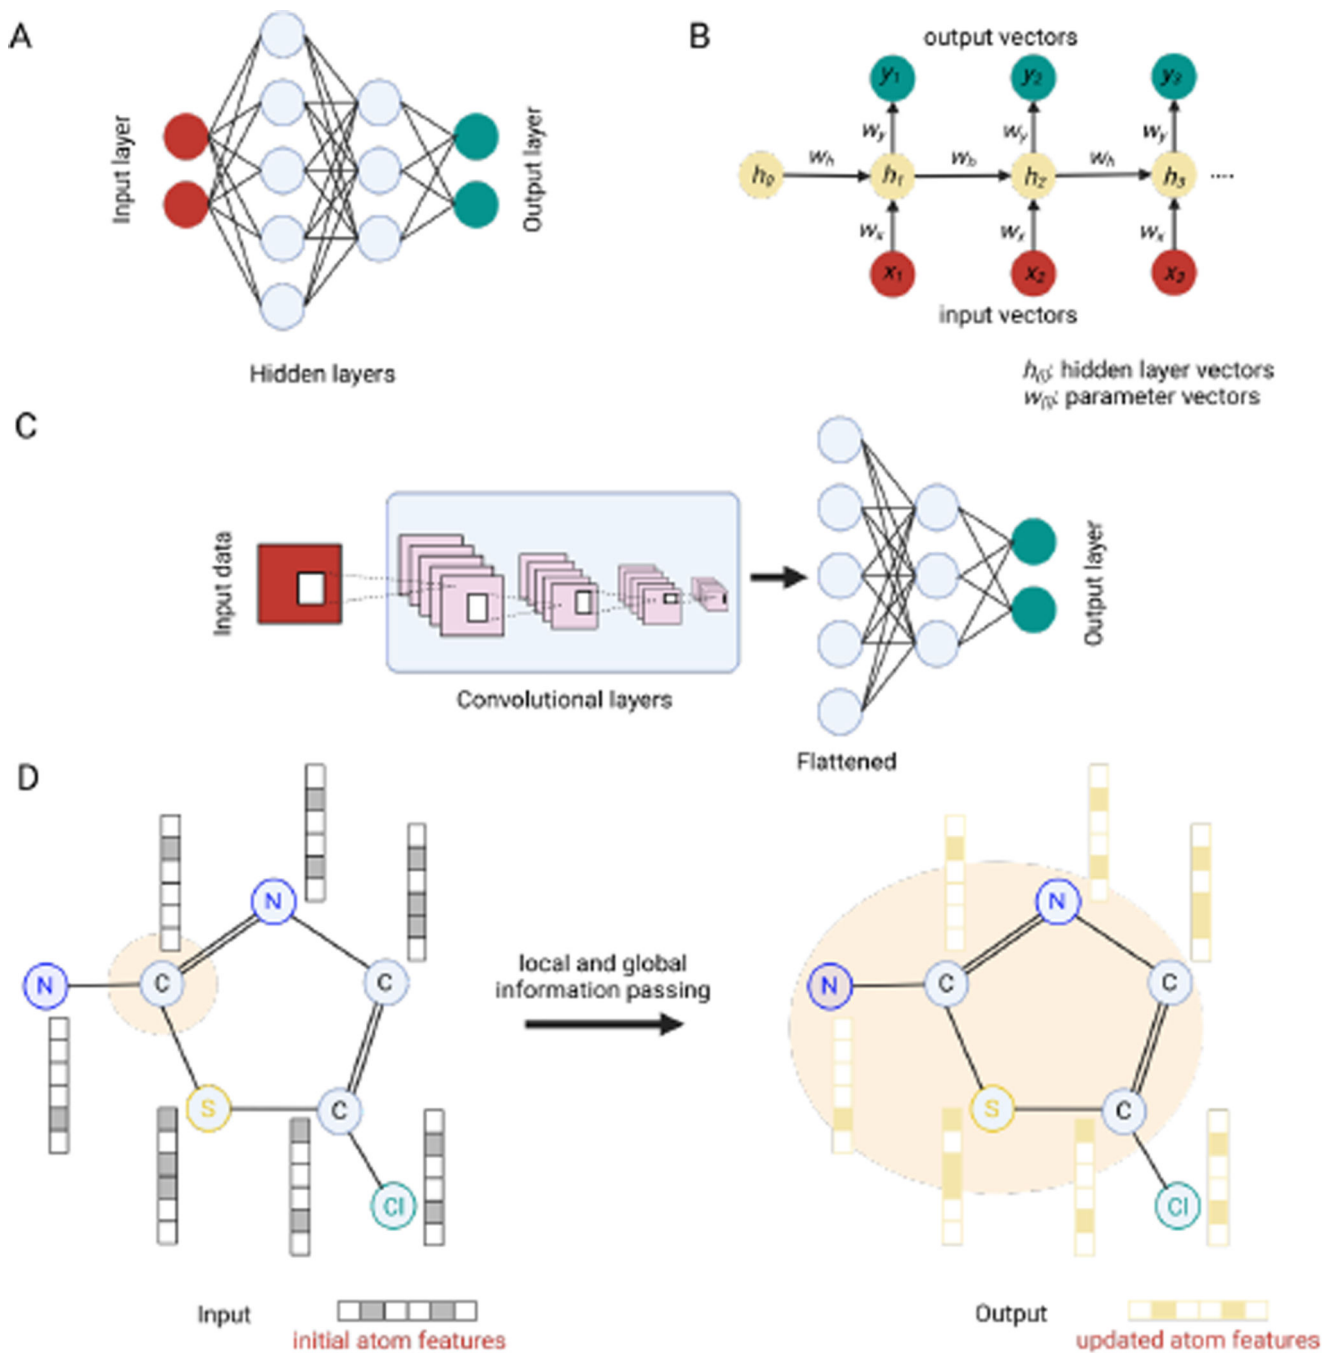 A
Input layer
Hidden layers
Output layer
B
output vectors
y1 y2 y3
wy wy wy
wh wh wh
h0 h1 h2 h3 ....
wx wx wx
x1 x2 x3
input vectors
h(i): hidden layer vectors
w(i): parameter vectors
C
Input data
Convolutional layers
Flattened
Output layer
D
N
C
N
C
S
C
Cl
Input
initial atom features
local and global
information passing
N
C
N
C
S
C
Cl
Output
updated atom features